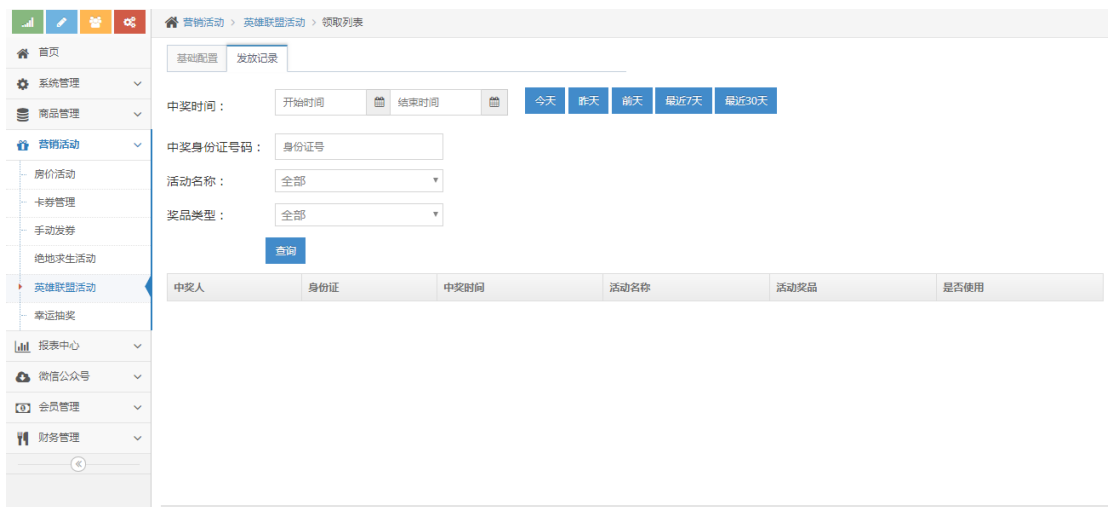 营销活动 > 英雄联盟活动 > 领取列表
首页
系统管理
商品管理
营销活动
房价活动
卡券管理
手动发券
绝地求生活动
英雄联盟活动
幸运抽奖
报表中心
微信公众号
会员管理
财务管理
基础配置 发放记录
中奖时间: 开始时间 结束时间 今天 昨天 前天 最近7天 最近30天
中奖身份证号码: 身份证号
活动名称: 全部
奖品类型: 全部
查询
中奖人 身份证 中奖时间 活动名称 活动奖品 是否使用